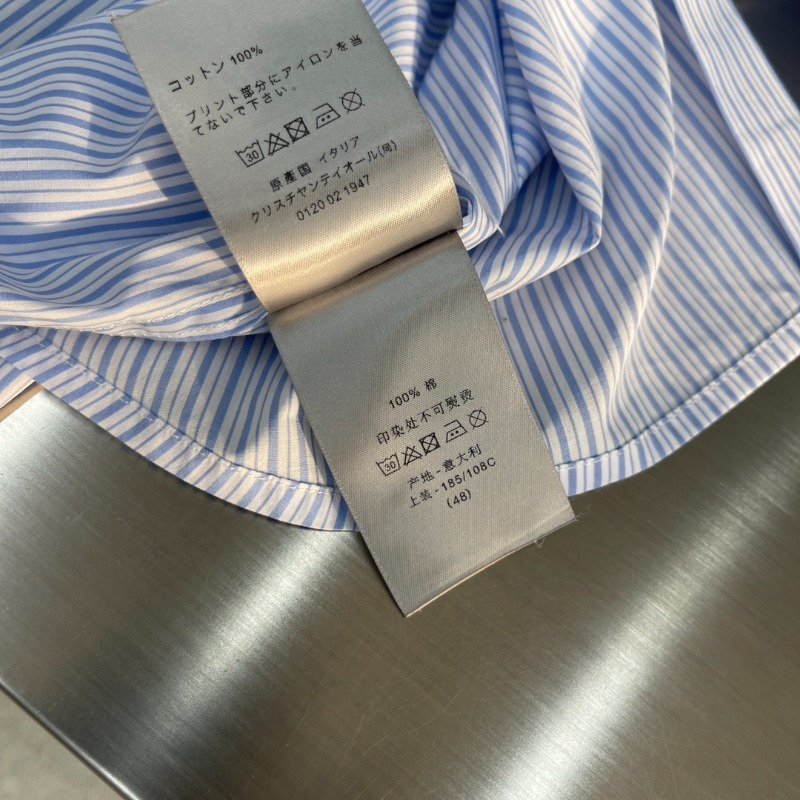 コットン 100%
プリント部分にアイロンを当
てないで下さい。
30
原産国 イタリア
クリスチャンディオール(同)
0120 02 1947
100% 棉
印染处不可熨烫
30
产地-意大利
上装-185/108C
(48)